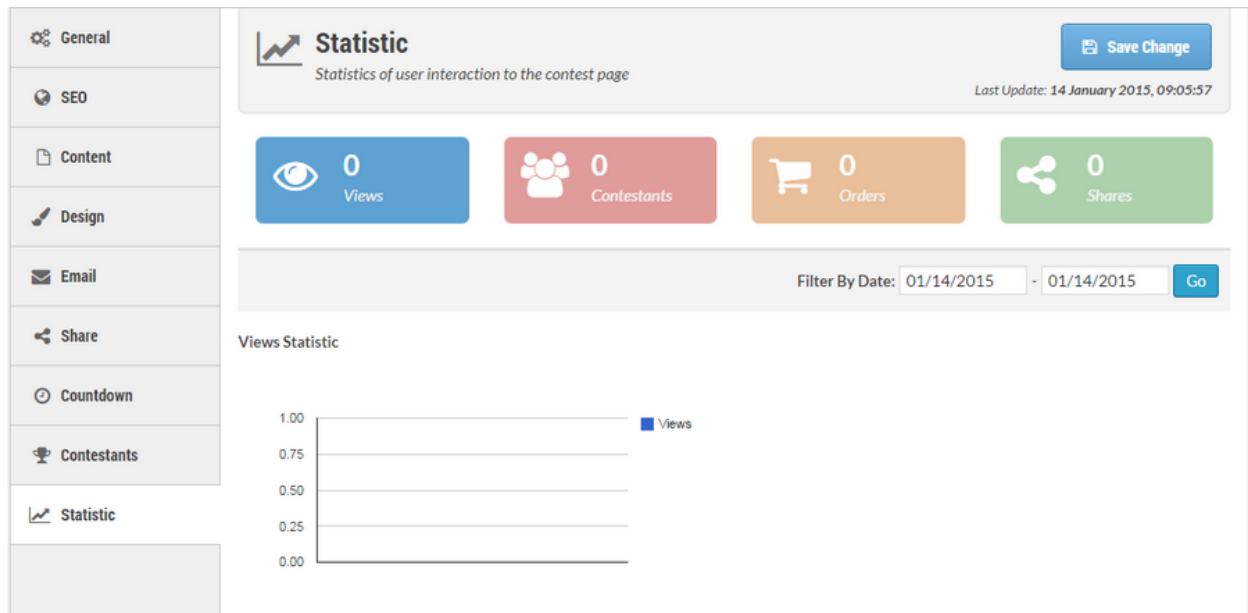 General
SEO
Content
Design
Email
Share
Countdown
Contestants
Statistic
Statistic
Statistics of user interaction to the contest page
Save Change
Last Update: 14 January 2015, 09:05:57
0
Views
0
Contestants
0
Orders
0
Shares
Filter By Date: 01/14/2015 - 01/14/2015 Go
Views Statistic
1.00
0.75
0.50
0.25
0.00
Views